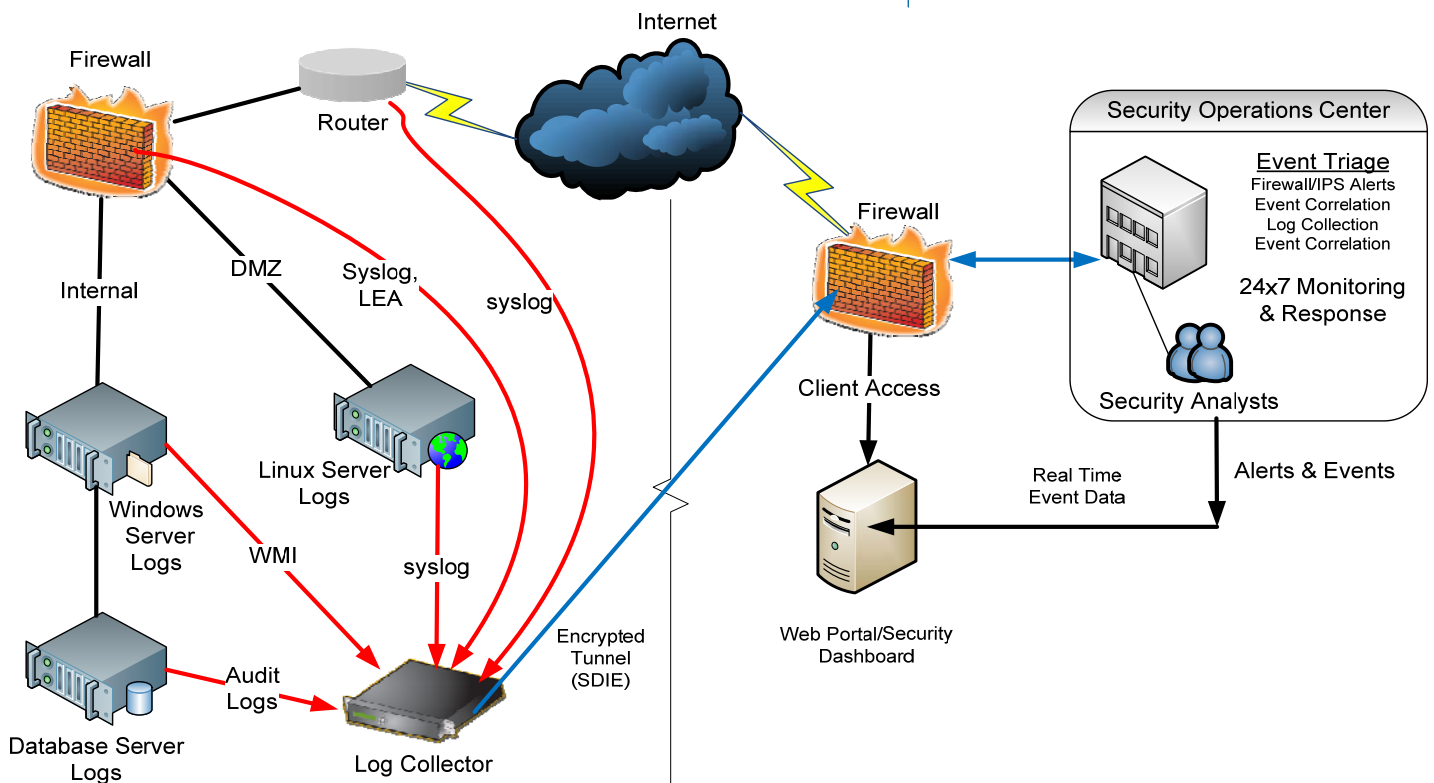 Internet
Firewall
Router
Security Operations Center
Event Triage
Firewall/IPS Alerts
Event Correlation
Log Collection
Event Correlation
24x7 Monitoring
& Response
Security Analysts
Firewall
DMZ
Syslog,
LEA
syslog
Internal
Client Access
Linux Server
Logs
Windows
Server
Logs
WMI
syslog
Real Time
Event Data
Alerts & Events
Encrypted
Tunnel
(SDIE)
Web Portal/Security
Dashboard
Audit
Logs
Database Server
Logs
Log Collector